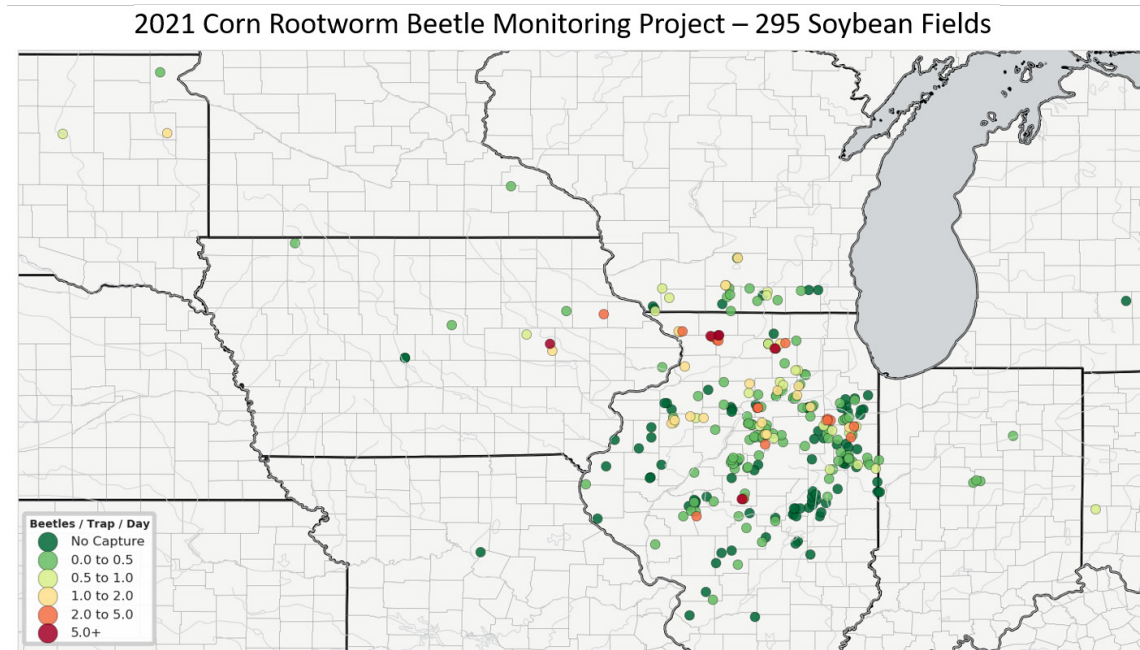 2021 Corn Rootworm Beetle Monitoring Project – 295 Soybean Fields
Beetles / Trap / Day
No Capture
0.0 to 0.5
0.5 to 1.0
1.0 to 2.0
2.0 to 5.0
5.0+